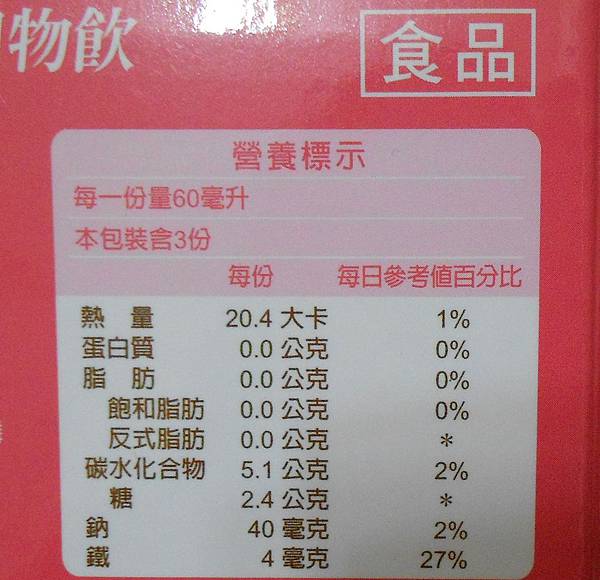 物飲
食品
營養標示
每一份量60毫升
本包裝含3份
每份 每日參考值百分比
熱 量 20.4 大卡 1%
蛋白質 0.0 公克 0%
脂 肪 0.0 公克 0%
飽和脂肪 0.0 公克 0%
反式脂肪 0.0 公克 *
碳水化合物 5.1 公克 2%
糖 2.4 公克 *
鈉 40 毫克 2%
鐵 4 毫克 27%